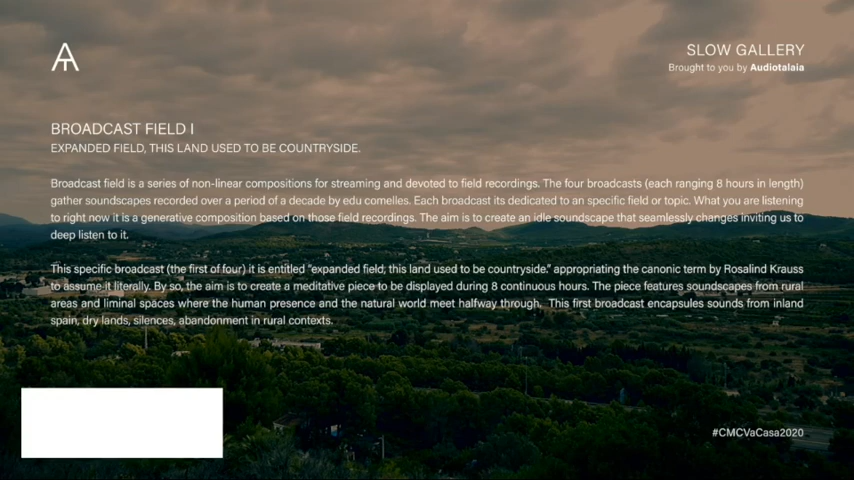 AT
SLOW GALLERY
Brought to you by Audiotalaia
BROADCAST FIELD I
EXPANDED FIELD, THIS LAND USED TO BE COUNTRYSIDE.
Broadcast field is a series of non-linear compositions for streaming and devoted to field recordings. The four broadcasts (each ranging 8 hours in length)
gather soundscapes recorded over a period of a decade by edu comelles. Each broadcast its dedicated to an specific field or topic. What you are listening
to right now it is a generative composition based on those field recordings. The aim is to create an idle soundscape that seamlessly changes inviting us to
deep listen to it.
This specific broadcast (the first of four) it is entitled "expanded field; this land used to be countryside." appropriating the canonic term by Rosalind Krauss
to assume it literally. By so, the aim is to create a meditative piece to be displayed during 8 continuous hours. The piece features soundscapes from rural
areas and liminal spaces where the human presence and the natural world meet halfway through. This first broadcast encapsules sounds from inland
spain, dry lands, silences, abandonment in rural contexts.
#CMCVaCasa2020